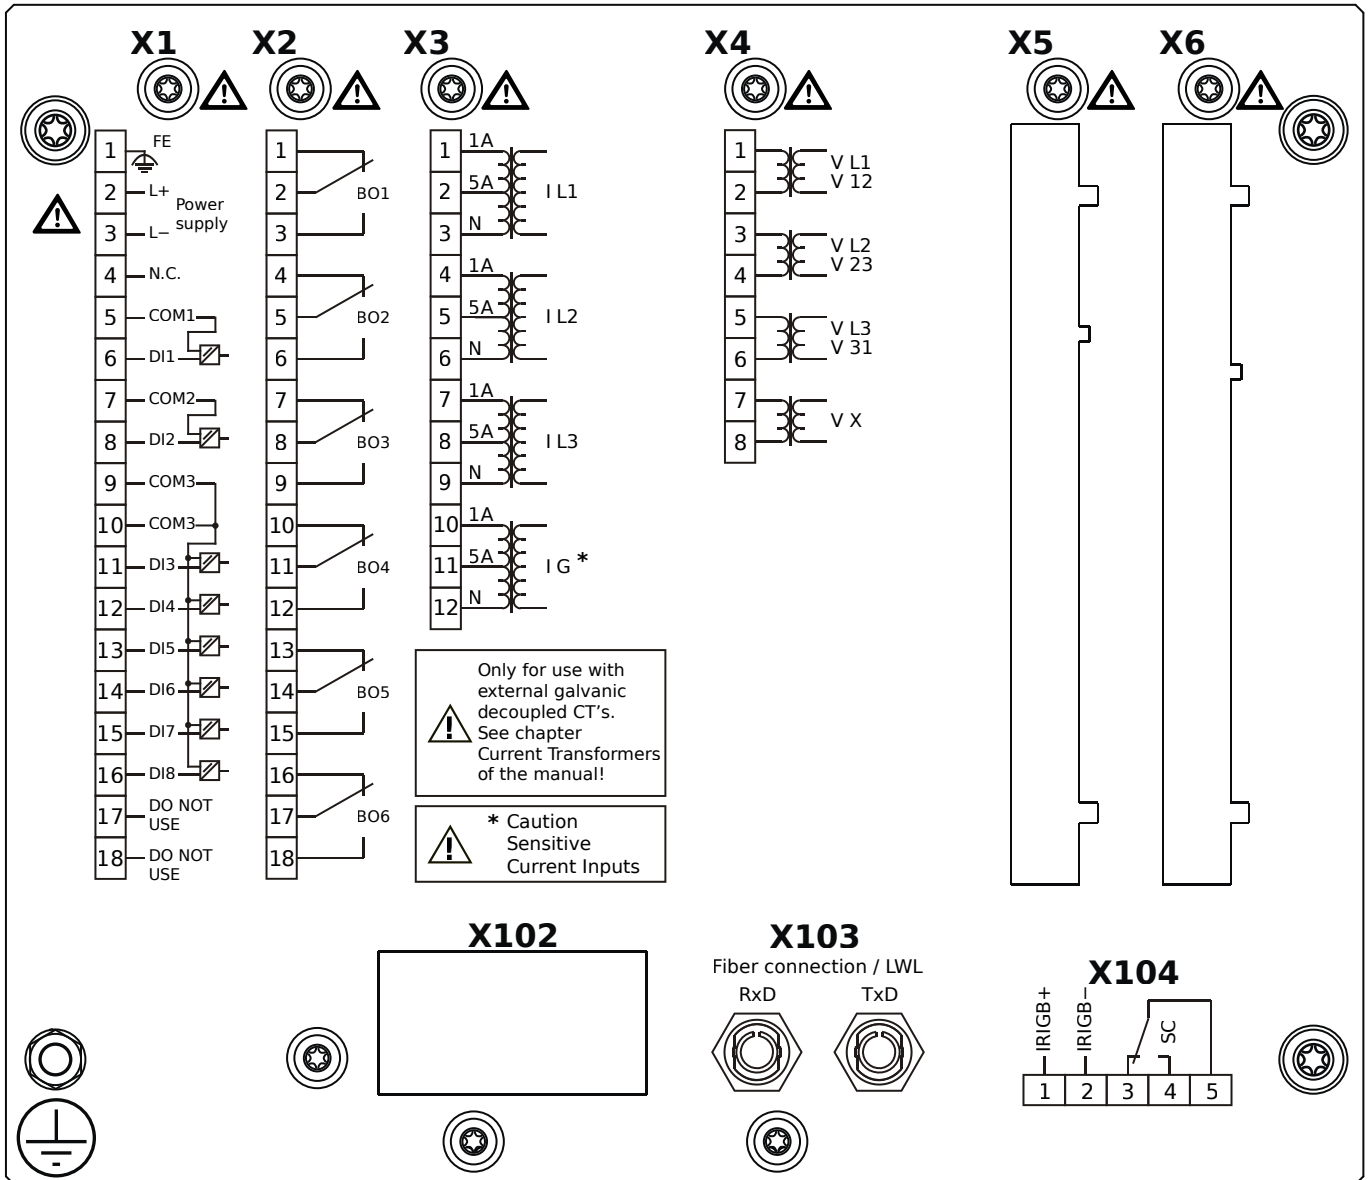 X1
1
FE
2
L+
Power
supply
3
L−
4
N.C.
5
COM1
6
DI1
7
COM2
8
DI2
9
COM3
10
COM3
11
DI3
12
DI4
13
DI5
14
DI6
15
DI7
16
DI8
17
DO NOT
USE
18
DO NOT
USE
X2
1
2
BO1
3
4
5
BO2
6
7
8
BO3
9
10
11
BO4
12
13
14
BO5
15
16
17
BO6
18
X3
1
1A
2
5A
I L1
3
N
4
1A
5
5A
I L2
6
N
7
1A
8
5A
I L3
9
N
10
1A
11
5A
I G *
12
N
Only for use with
external galvanic
decoupled CT's.
See chapter
Current Transformers
of the manual!
* Caution
Sensitive
Current Inputs
X4
1
V L1
2
V 12
3
V L2
4
V 23
5
V L3
6
V 31
7
V X
8
X5
X6
X102
X103
Fiber connection / LWL
RxD
TxD
X104
IRIGB+
IRIGB−
SC
1
2
3
4
5